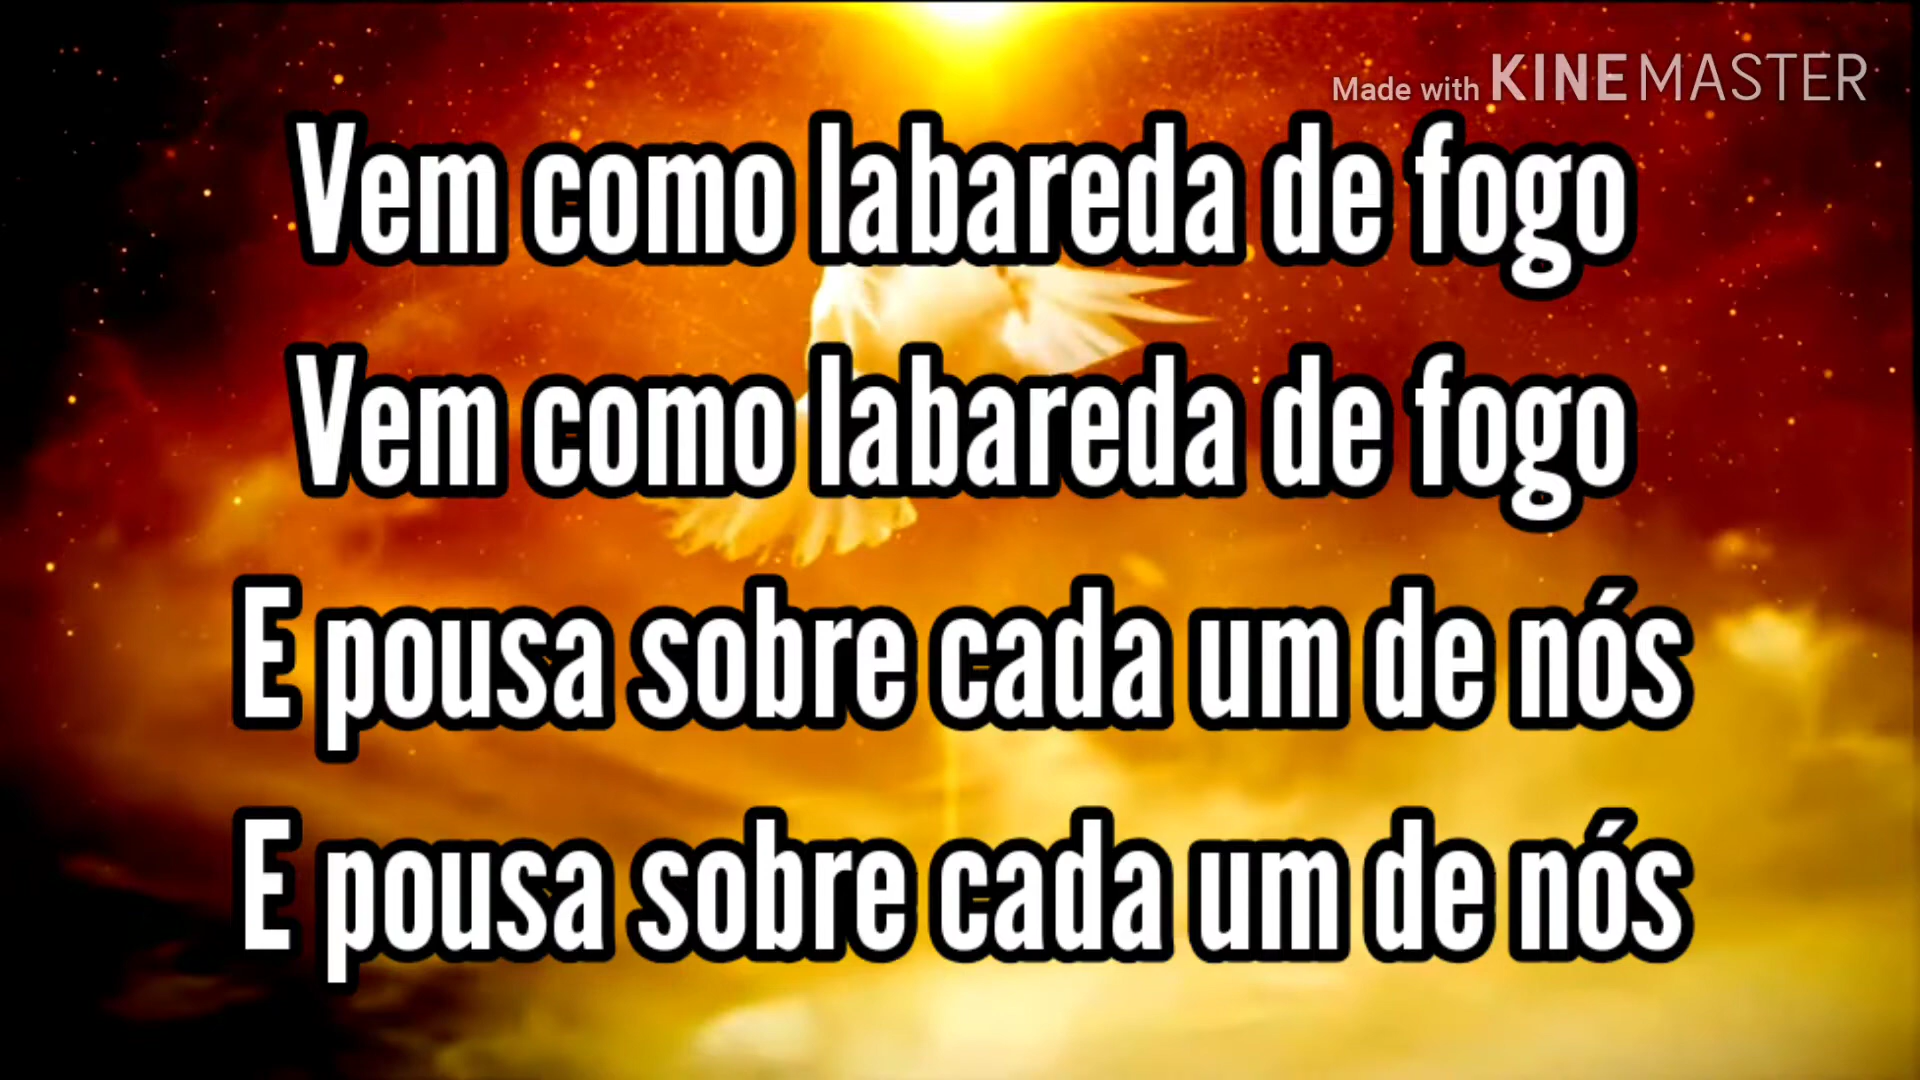 Made with KINEMASTER
Vem como labareda de fogo
Vem como labareda de fogo
E pousa sobre cada um de nós
E pousa sobre cada um de nós